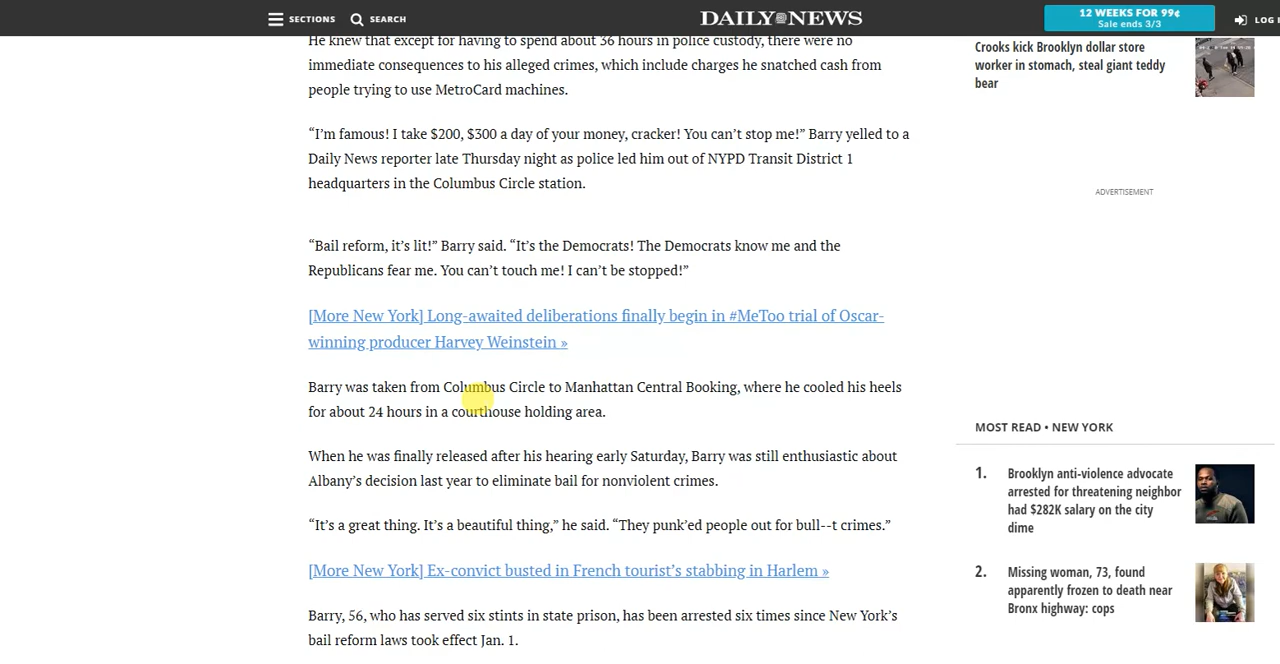 SECTIONS SEARCH DAILY NEWS 12 WEEKS FOR 99¢
Sale ends 3/3
LOG
He knew that except for having to spend about 36 hours in police custody, there were no
immediate consequences to his alleged crimes, which include charges he snatched cash from
people trying to use MetroCard machines.
“I’m famous! I take $200, $300 a day of your money, cracker! You can’t stop me!” Barry yelled to a
Daily News reporter late Thursday night as police led him out of NYPD Transit District 1
headquarters in the Columbus Circle station.
“Bail reform, it’s lit!” Barry said. “It’s the Democrats! The Democrats know me and the
Republicans fear me. You can’t touch me! I can’t be stopped!”
[More New York] Long-awaited deliberations finally begin in #MeToo trial of Oscar-
winning producer Harvey Weinstein »
Barry was taken from Columbus Circle to Manhattan Central Booking, where he cooled his heels
for about 24 hours in a courthouse holding area.
When he was finally released after his hearing early Saturday, Barry was still enthusiastic about
Albany’s decision last year to eliminate bail for nonviolent crimes.
“It’s a great thing. It’s a beautiful thing,” he said. “They punk’ed people out for bull--t crimes.”
[More New York] Ex-convict busted in French tourist’s stabbing in Harlem »
Barry, 56, who has served six stints in state prison, has been arrested six times since New York’s
bail reform laws took effect Jan. 1.
Crooks kick Brooklyn dollar store
worker in stomach, steal giant teddy
bear
ADVERTISEMENT
MOST READ • NEW YORK
1. Brooklyn anti-violence advocate
arrested for threatening neighbor
had $282K salary on the city
dime
2. Missing woman, 73, found
apparently frozen to death near
Bronx highway: cops